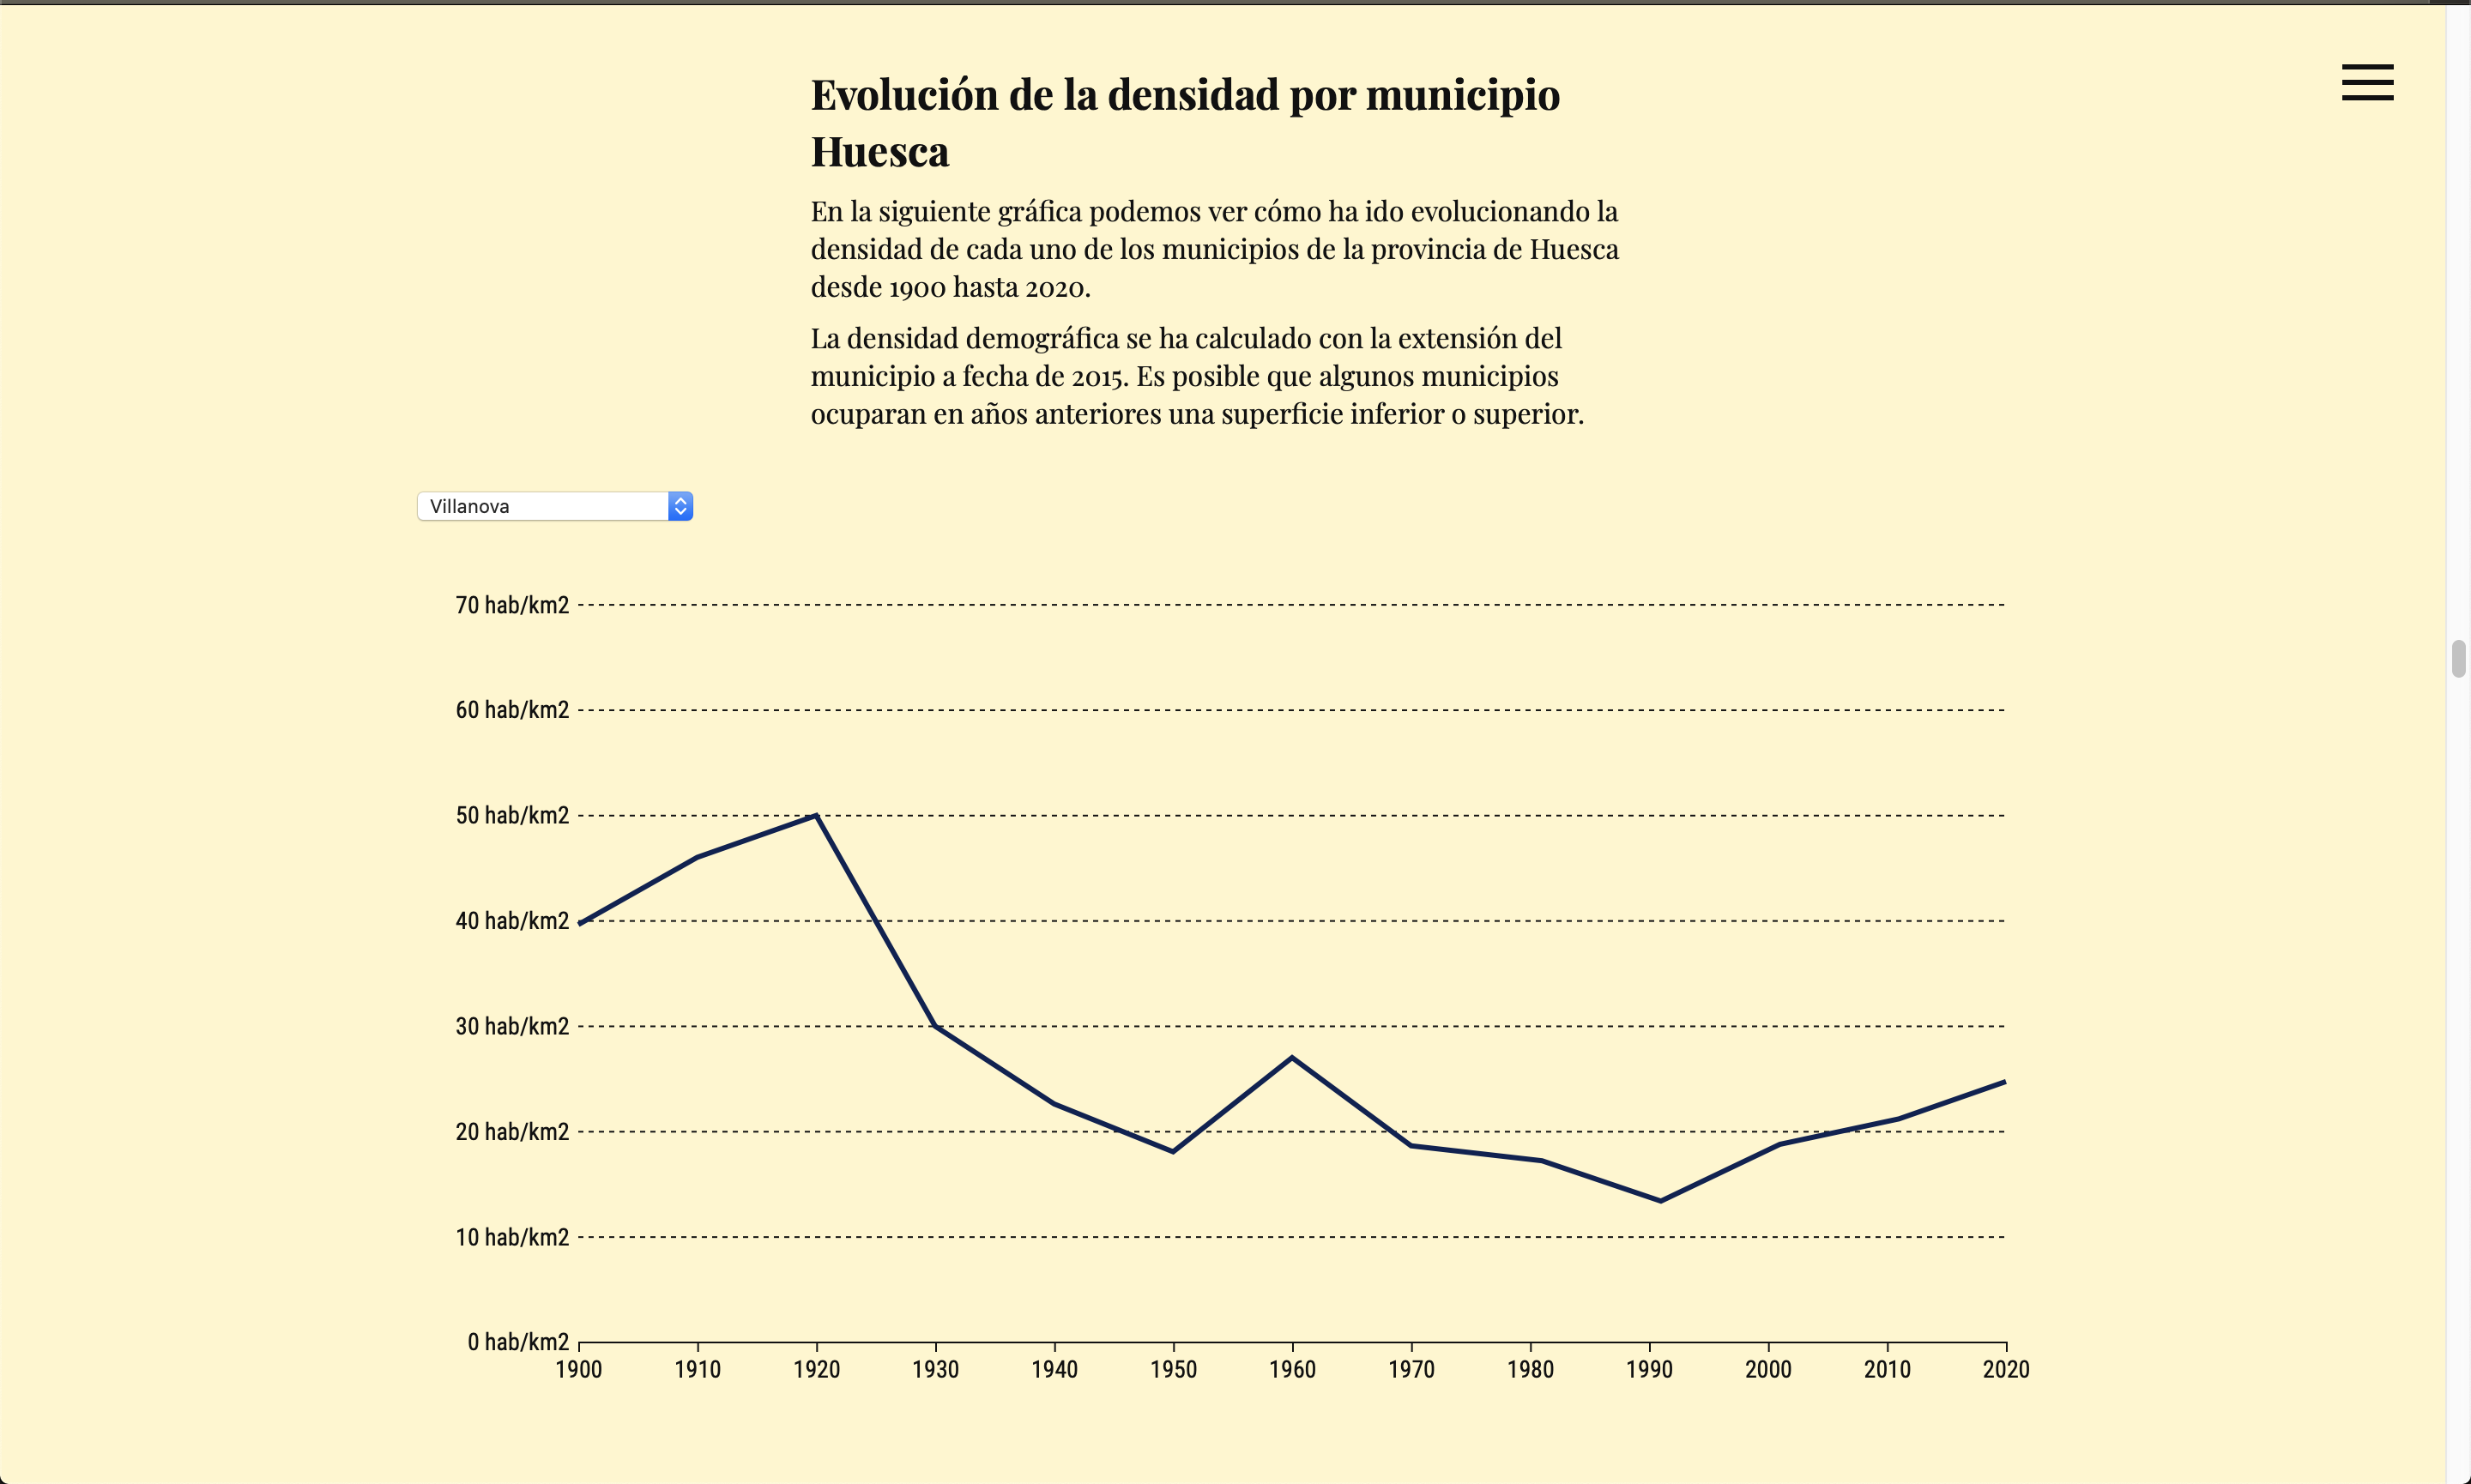 Evolución de la densidad por municipio
Huesca
En la siguiente gráfica podemos ver cómo ha ido evolucionando la
densidad de cada uno de los municipios de la provincia de Huesca
desde 1900 hasta 2020.
La densidad demográfica se ha calculado con la extensión del
municipio a fecha de 2015. Es posible que algunos municipios
ocuparan en años anteriores una superficie inferior o superior.
Villanova
70 hab/km2
60 hab/km2
50 hab/km2
40 hab/km2
30 hab/km2
20 hab/km2
10 hab/km2
0 hab/km2
1900 1910 1920 1930 1940 1950 1960 1970 1980 1990 2000 2010 2020